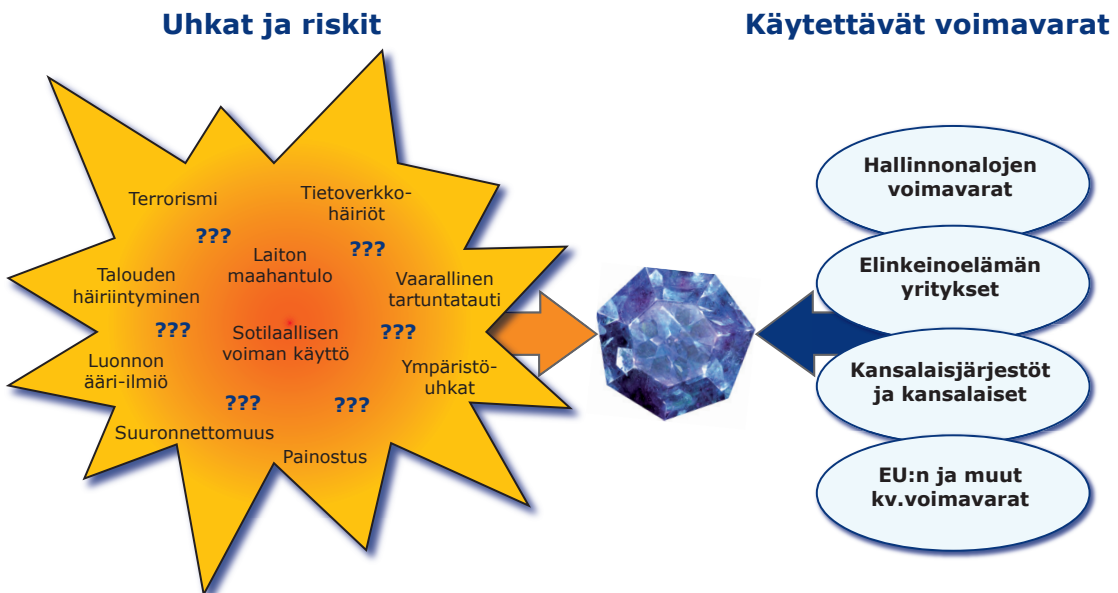 Uhkat ja riskit
Terrorismi
Tietoverkko-
häiriöt
???
???
Laiton
maahantulo
Talouden
häiriintyminen
Vaarallinen
tartuntatauti
???
???
Sotilaallisen
voiman käyttö
Luonnon
ääri-ilmiö
Ympäristö-
uhkat
???
???
Suuronnettomuus
Painostus
Käytettävät voimavarat
Hallinnonalojen
voimavarat
Elinkeinoelämän
yritykset
Kansalaisjärjestöt
ja kansalaiset
EU:n ja muut
kv.voimavarat